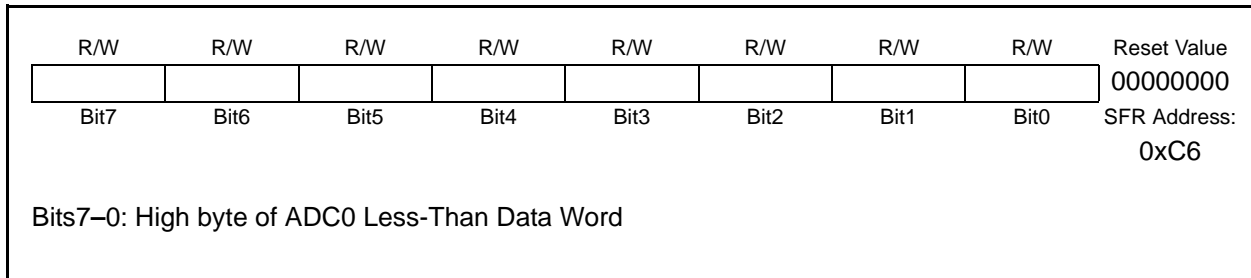 R/W R/W R/W R/W R/W R/W R/W R/W Reset Value
00000000
Bit7 Bit6 Bit5 Bit4 Bit3 Bit2 Bit1 Bit0 SFR Address:
0xC6
Bits7–0: High byte of ADC0 Less-Than Data Word